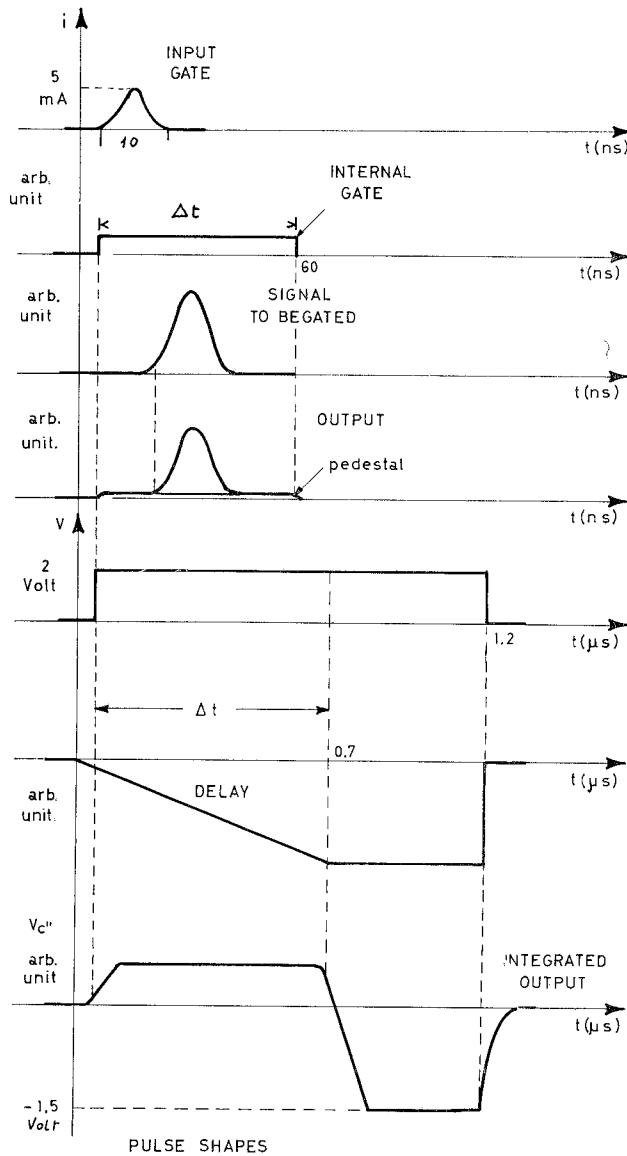 i
INPUT
GATE
5
mA
10
t(ns)
arb.
unit
INTERNAL
GATE
Δt
60
t(ns)
arb.
unit
SIGNAL
TO BEGATED
t(ns)
arb.
unit.
OUTPUT
pedestal
t(ns)
V
2
Volt
1,2
t(μs)
Δt
0.7
t(μs)
DELAY
arb.
unit.
Vc"
arb.
unit
INTEGRATED
OUTPUT
t(μs)
-1,5
Volt
PULSE SHAPES